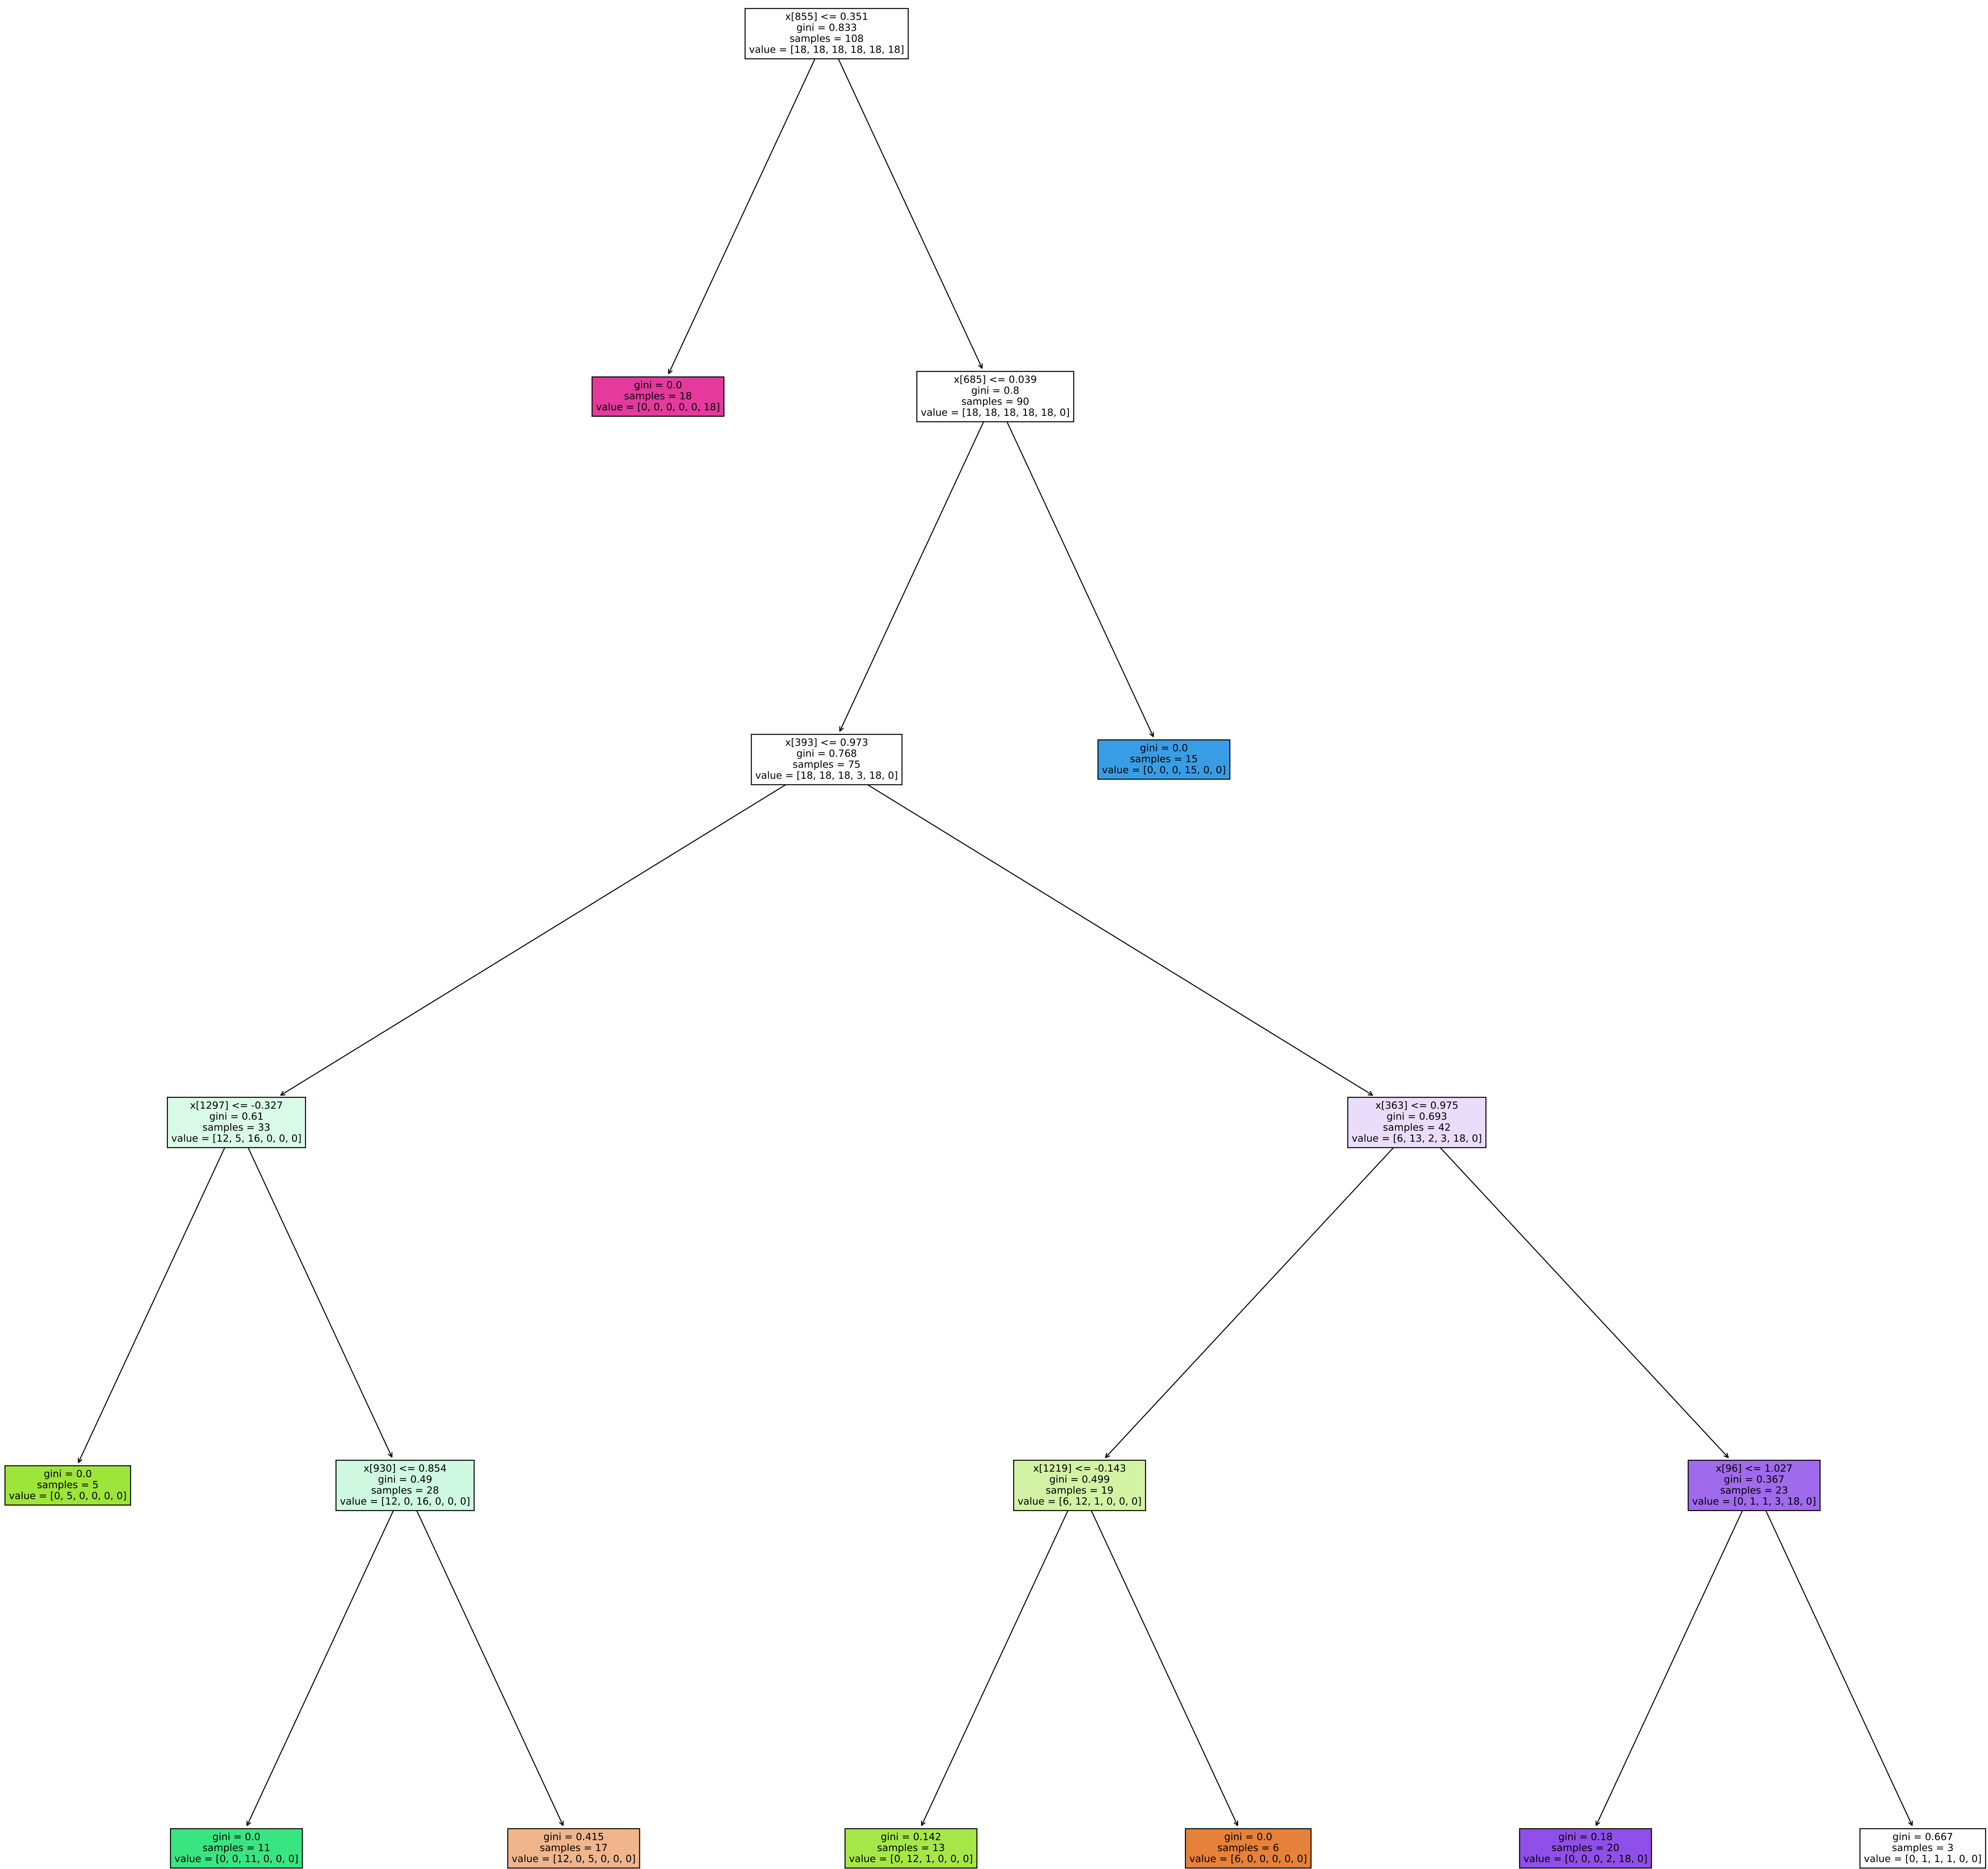 x[855] <= 0.351
gini = 0.833
samples = 108
value = [18, 18, 18, 18, 18, 18]
gini = 0.0
samples = 18
value = [0, 0, 0, 0, 0, 18]
x[685] <= 0.039
gini = 0.8
samples = 90
value = [18, 18, 18, 18, 18, 0]
x[393] <= 0.973
gini = 0.768
samples = 75
value = [18, 18, 18, 3, 18, 0]
gini = 0.0
samples = 15
value = [0, 0, 0, 15, 0, 0]
x[1297] <= -0.327
gini = 0.61
samples = 33
value = [12, 5, 16, 0, 0, 0]
x[363] <= 0.975
gini = 0.693
samples = 42
value = [6, 13, 2, 3, 18, 0]
gini = 0.0
samples = 5
value = [0, 5, 0, 0, 0, 0]
x[930] <= 0.854
gini = 0.49
samples = 28
value = [12, 0, 16, 0, 0, 0]
x[1219] <= -0.143
gini = 0.499
samples = 19
value = [6, 12, 1, 0, 0, 0]
x[96] <= 1.027
gini = 0.367
samples = 23
value = [0, 1, 1, 3, 18, 0]
gini = 0.0
samples = 11
value = [0, 0, 11, 0, 0, 0]
gini = 0.415
samples = 17
value = [12, 0, 5, 0, 0, 0]
gini = 0.142
samples = 13
value = [0, 12, 1, 0, 0, 0]
gini = 0.0
samples = 6
value = [6, 0, 0, 0, 0, 0]
gini = 0.18
samples = 20
value = [0, 0, 0, 2, 18, 0]
gini = 0.667
samples = 3
value = [0, 1, 1, 1, 0, 0]